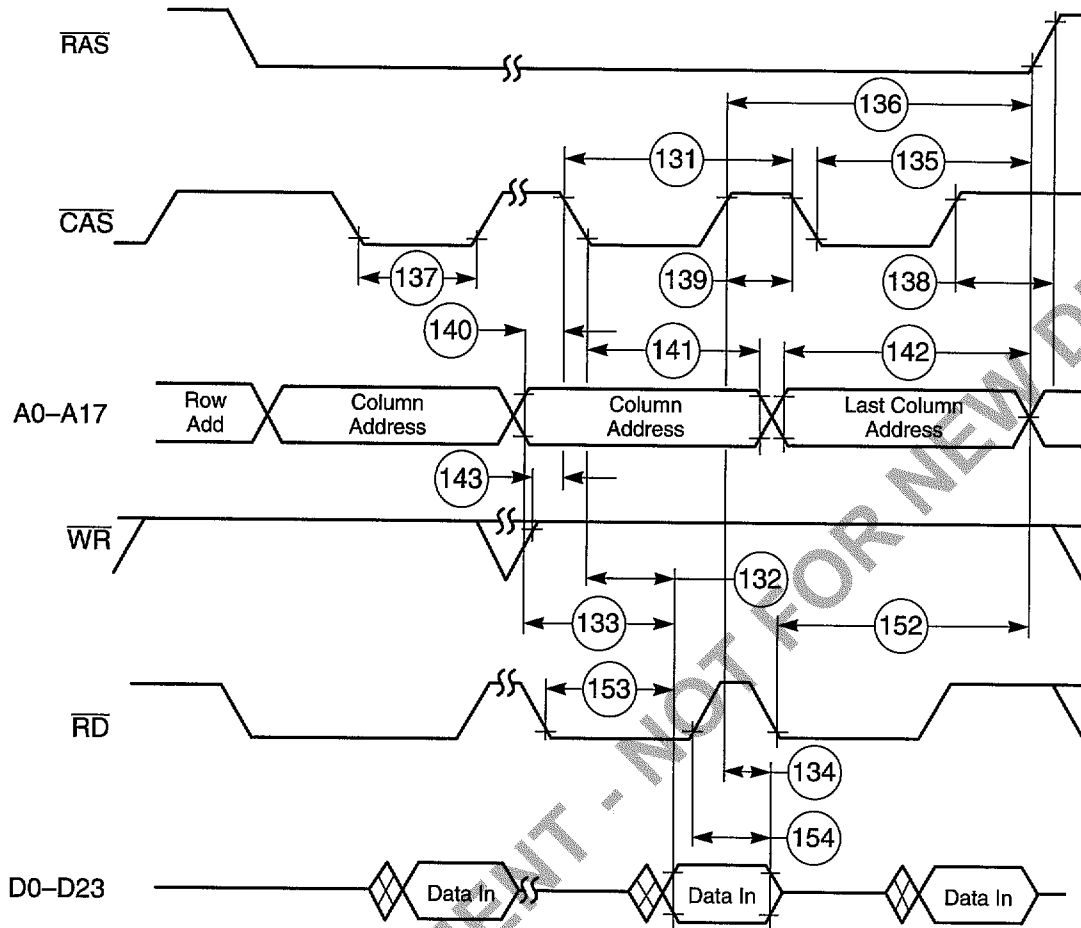 RAS
136
131
135
CAS
137
139
138
140
141
142
A0–A17
Row
Add
Column
Address
Column
Address
Last Column
Address
143
WR
132
133
152
153
RD
134
154
D0–D23
Data In
Data In
Data In
ENT - NOT FOR NEW D